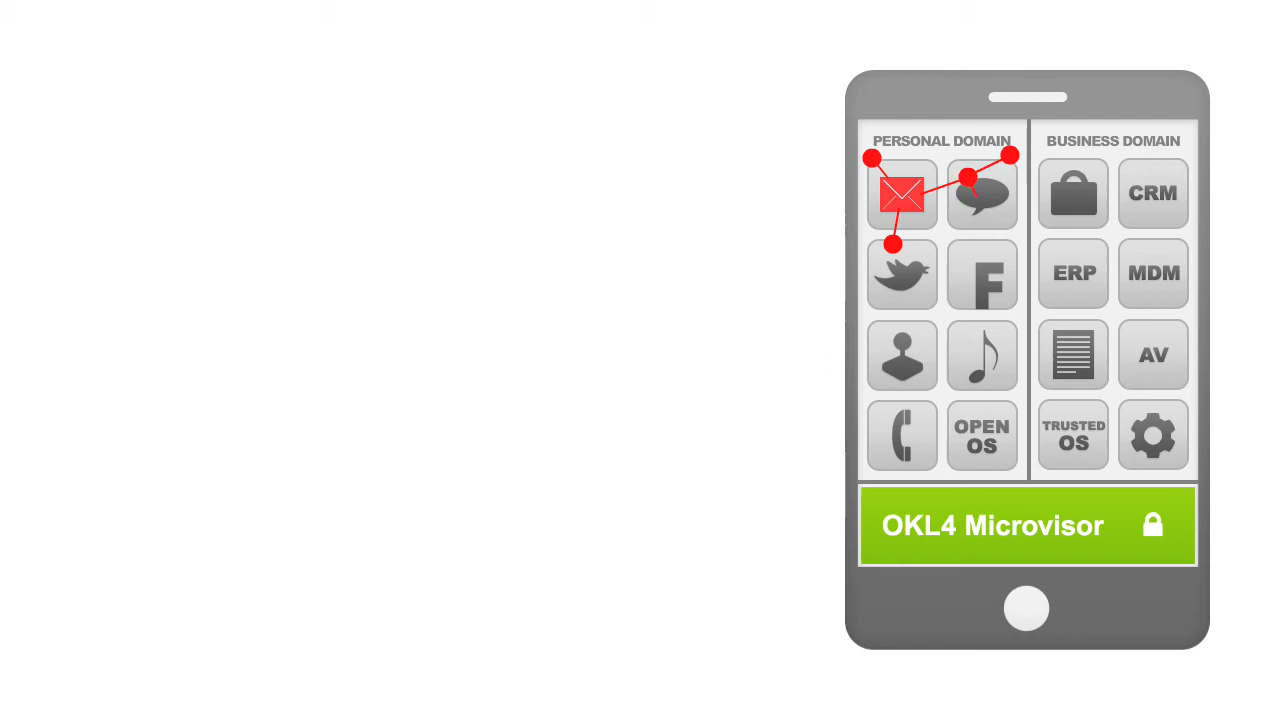 PERSONAL DOMAIN
BUSINESS DOMAIN
CRM
F
ERP
MDM
AV
OPEN
OS
TRUSTED
OS
OKL4 Microvisor